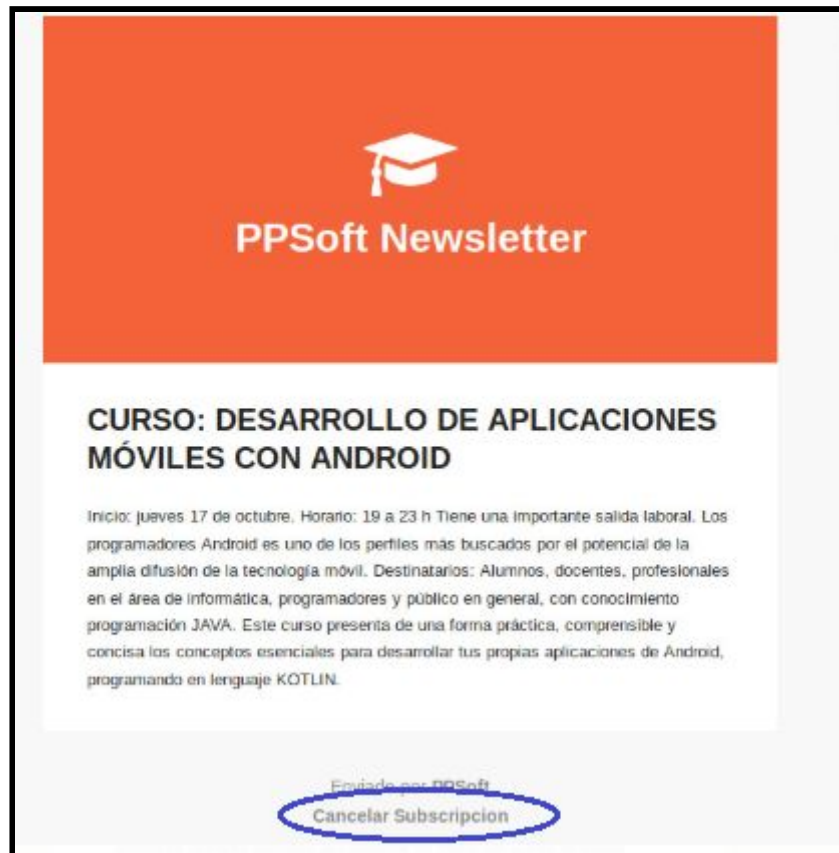 PPSoft Newsletter
CURSO: DESARROLLO DE APLICACIONES
MÓVILES CON ANDROID
Inicio: jueves 17 de octubre. Horario: 19 a 23 h Tiene una importante salida laboral. Los
programadores Android es uno de los perfiles más buscados por el potencial de la
amplia difusión de la tecnología móvil. Destinatarios: Alumnos, docentes, profesionales
en el área de informática, programadores y público en general, con conocimiento
programación JAVA. Este curso presenta de una forma práctica, comprensible y
concisa los conceptos esenciales para desarrollar tus propias aplicaciones de Android,
programando en lenguaje KOTLIN.
Enviado por PPSoft
Cancelar Subscripcion